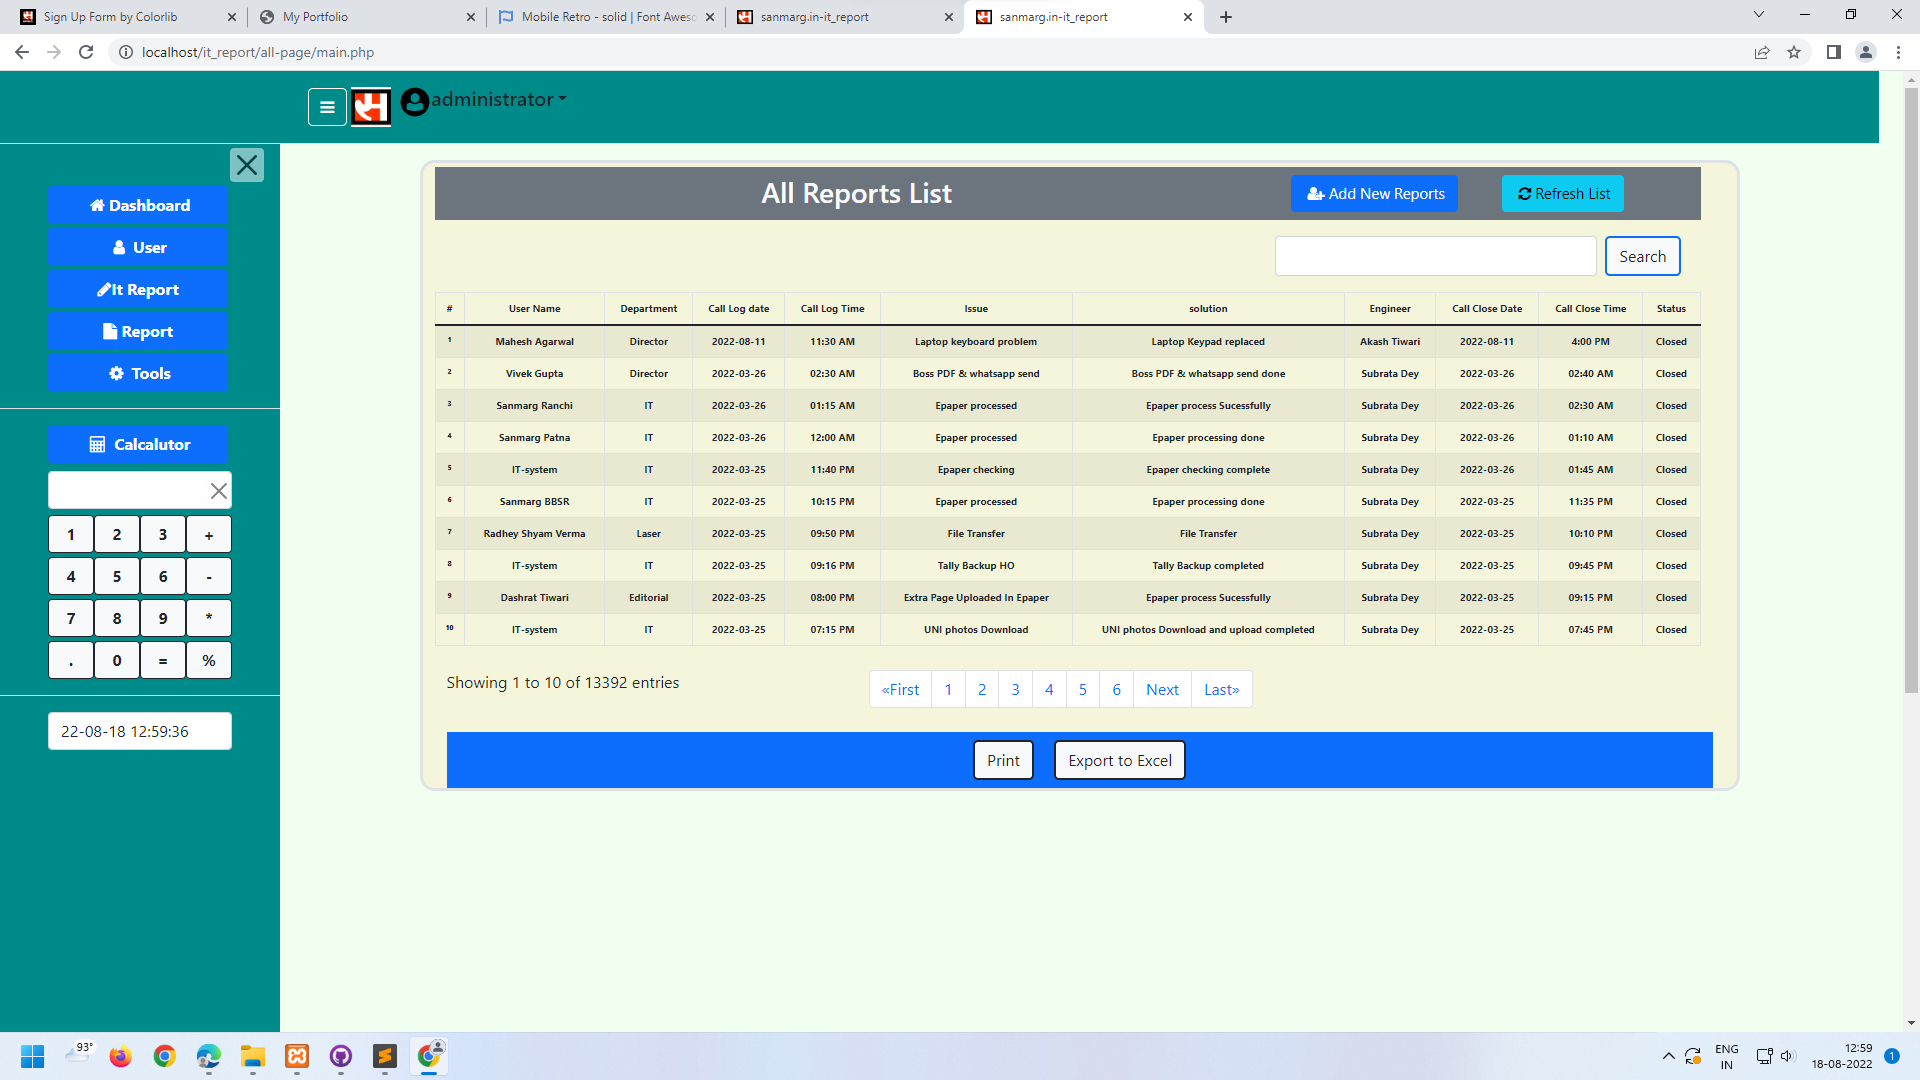 Sign Up Form by Colorlib
My Portfolio
Mobile Retro - solid | Font Awes
sanmarg.in-it_report
sanmarg.in-it_report
localhost/it_report/all-page/main.php
administrator
Dashboard
User
It Report
Report
Tools
Calcalutor
1 2 3 +
4 5 6 -
7 8 9 *
. 0 = %
22-08-18 12:59:36
All Reports List
Add New Reports
Refresh List
Search
# User Name Department Call Log date Call Log Time Issue solution Engineer Call Close Date Call Close Time Status
1 Mahesh Agarwal Director 2022-08-11 11:30 AM Laptop keyboard problem Laptop Keypad replaced Akash Tiwari 2022-08-11 4:00 PM Closed
2 Vivek Gupta Director 2022-03-26 02:30 AM Boss PDF & whatsapp send Boss PDF & whatsapp send done Subrata Dey 2022-03-26 02:40 AM Closed
3 Sanmarg Ranchi IT 2022-03-26 01:15 AM Epaper processed Epaper process Sucessfully Subrata Dey 2022-03-26 02:30 AM Closed
4 Sanmarg Patna IT 2022-03-26 12:00 AM Epaper processed Epaper processing done Subrata Dey 2022-03-26 01:10 AM Closed
5 IT-system IT 2022-03-25 11:40 PM Epaper checking Epaper checking complete Subrata Dey 2022-03-26 01:45 AM Closed
6 Sanmarg BBSR IT 2022-03-25 10:15 PM Epaper processed Epaper processing done Subrata Dey 2022-03-25 11:35 PM Closed
7 Radhey Shyam Verma Laser 2022-03-25 09:50 PM File Transfer File Transfer Subrata Dey 2022-03-25 10:10 PM Closed
8 IT-system IT 2022-03-25 09:16 PM Tally Backup HO Tally Backup completed Subrata Dey 2022-03-25 09:45 PM Closed
9 Dashrat Tiwari Editorial 2022-03-25 08:00 PM Extra Page Uploaded In Epaper Epaper process Sucessfully Subrata Dey 2022-03-25 09:15 PM Closed
10 IT-system IT 2022-03-25 07:15 PM UNI photos Download UNI photos Download and upload completed Subrata Dey 2022-03-25 07:45 PM Closed
Showing 1 to 10 of 13392 entries
«First 1 2 3 4 5 6 Next Last»
Print
Export to Excel
93°
ENG
IN
12:59
18-08-2022
1